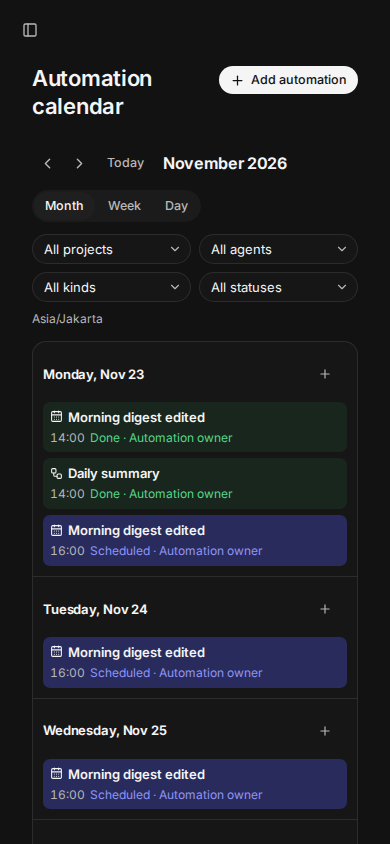 Automation calendar
Add automation
Today
November 2026
Month
Week
Day
All projects
All agents
All kinds
All statuses
Asia/Jakarta
Monday, Nov 23
Morning digest edited
14:00 Done · Automation owner
Daily summary
14:00 Done · Automation owner
Morning digest edited
16:00 Scheduled · Automation owner
Tuesday, Nov 24
Morning digest edited
16:00 Scheduled · Automation owner
Wednesday, Nov 25
Morning digest edited
16:00 Scheduled · Automation owner